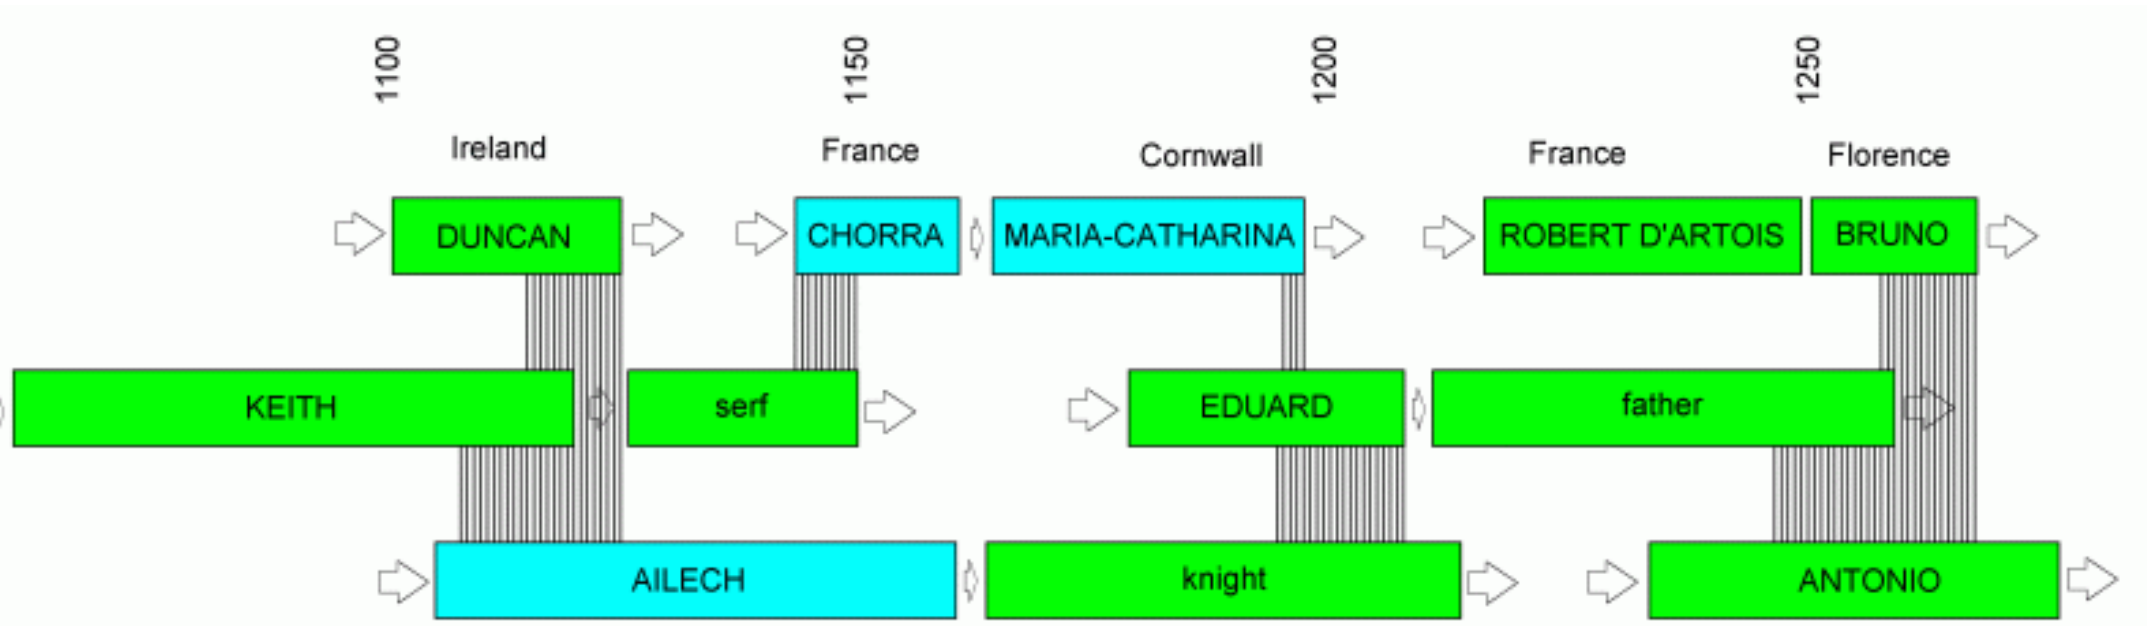 1100 1150 1200 1250
Ireland France Cornwall France Florence
DUNCAN CHORRA MARIA-CATHARINA ROBERT D'ARTOIS BRUNO
KEITH serf EDUARD father
AILECH knight ANTONIO